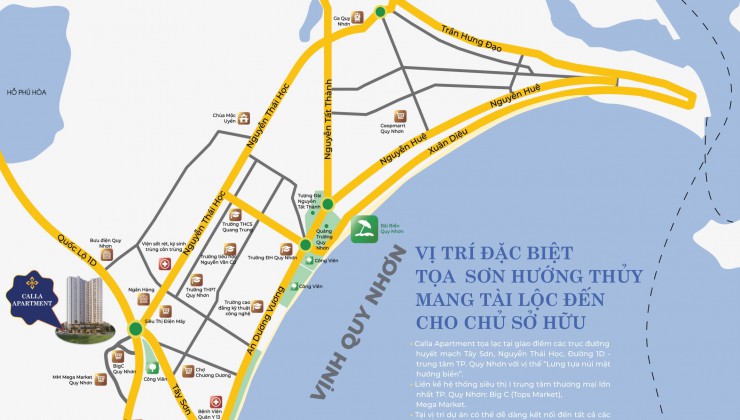 Ga Quy
Nhơn
Trần Hưng Đạo
HỒ PHÚ HÒA
Nguyễn Thái Học
Nguyễn Tất Thành
Nguyễn Huệ
Chùa Mộc
Uyển
Coopmart
Quy Nhơn
Nguyễn Huệ
Xuân Diệu
Nguyễn Thái Học
Tượng Đài
Nguyễn
Tất Thành
Trường THCS
Quang Trung
Quảng
Trường Quy
Nhơn
Bãi Biển
Quy Nhơn
Quốc Lộ 1D
Bưu điện Quy
Nhơn
Viện sốt rét, ký sinh
trùng côn trùng
Trường tiểu học
Nguyễn Văn Cừ
Trường ĐH Quy Nhơn
Công Viên
Công Viên
VỊNH QUY NHƠN
VỊ TRÍ ĐẶC BIỆT
TỌA SƠN HƯỚNG THỦY
MANG TÀI LỘC ĐẾN
CHO CHỦ SỞ HỮU
CALLA
APARTMENT
Ngân Hàng
Trường THPT
Quy Nhơn
Trường cao
đẳng kỹ thuật
công nghệ
An Dương Vương
Siêu Thị Điện Máy
MM Mega Market
Quy Nhơn
BigC
Quy Nhơn
Công Viên
Tây Sơn
Chợ
Chương Dương
Bệnh Viện
Quân Y 13
- Calla Apartment tọa lạc tại giao điểm các trục đường
huyết mạch Tây Sơn, Nguyễn Thái Học, Đường 1D -
trung tâm TP. Quy Nhơn với vị thế "Lưng tựa núi mặt
hướng biển".
- Liền kề hệ thống siêu thị | trung tâm thương mại lớn
nhất TP. Quy Nhơn: Big C (Tops Market),
Mega Market.
- Tại vị trí dự án có thể dễ dàng kết nối đến tất cả các